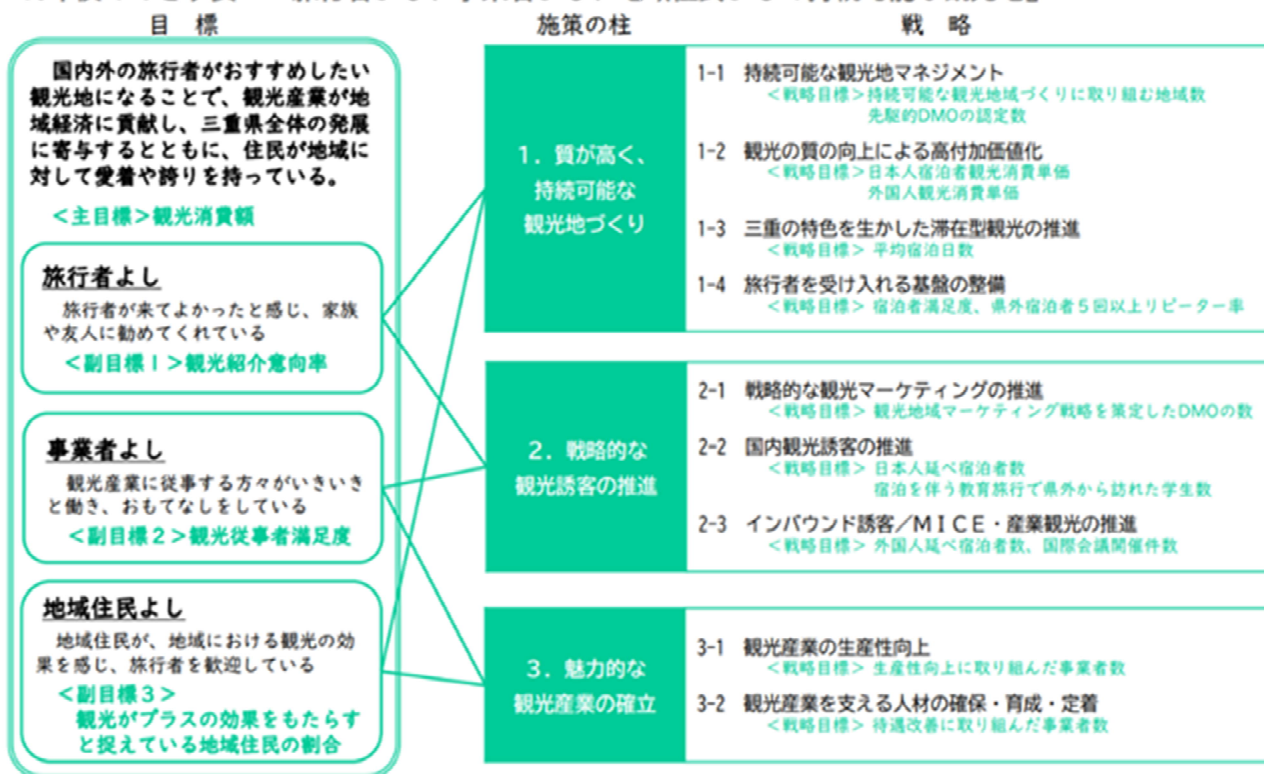 目 標
国内外の旅行者がおすすめしたい
観光地になることで、観光産業が地
域経済に貢献し、三重県全体の発展
に寄与するとともに、住民が地域に
対して愛着や誇りを持っている。
<主目標>観光消費額
旅行者よし
旅行者が来てよかったと感じ、家族
や友人に勧めてくれている
<副目標1>観光紹介意向率
事業者よし
観光産業に従事する方々がいきいき
と働き、おもてなしをしている
<副目標2>観光従事者満足度
地域住民よし
地域住民が、地域における観光の効
果を感じ、旅行者を歓迎している
<副目標3>
観光がプラスの効果をもたらす
と捉えている地域住民の割合
施策の柱
戦 略
1.質が高く、
持続可能な
観光地づくり
1-1 持続可能な観光地マネジメント
<戦略目標>持続可能な観光地域づくりに取り組む地域数
先駆的DMOの認定数
1-2 観光の質の向上による高付加価値化
<戦略目標>日本人宿泊者観光消費単価
外国人観光消費単価
1-3 三重の特色を生かした滞在型観光の推進
<戦略目標> 平均宿泊日数
1-4 旅行者を受け入れる基盤の整備
<戦略目標> 宿泊者満足度、県外宿泊者5回以上リピーター率
2.戦略的な
観光誘客の推進
2-1 戦略的な観光マーケティングの推進
<戦略目標> 観光地域マーケティング戦略を策定したDMOの数
2-2 国内観光誘客の推進
<戦略目標> 日本人延べ宿泊者数
宿泊を伴う教育旅行で県外から訪れた学生数
2-3 インバウンド誘客/MICE・産業観光の推進
<戦略目標> 外国人延べ宿泊者数、国際会議開催件数
3.魅力的な
観光産業の確立
3-1 観光産業の生産性向上
<戦略目標> 生産性向上に取り組んだ事業者数
3-2 観光産業を支える人材の確保・育成・定着
<戦略目標> 待遇改善に取り組んだ事業者数